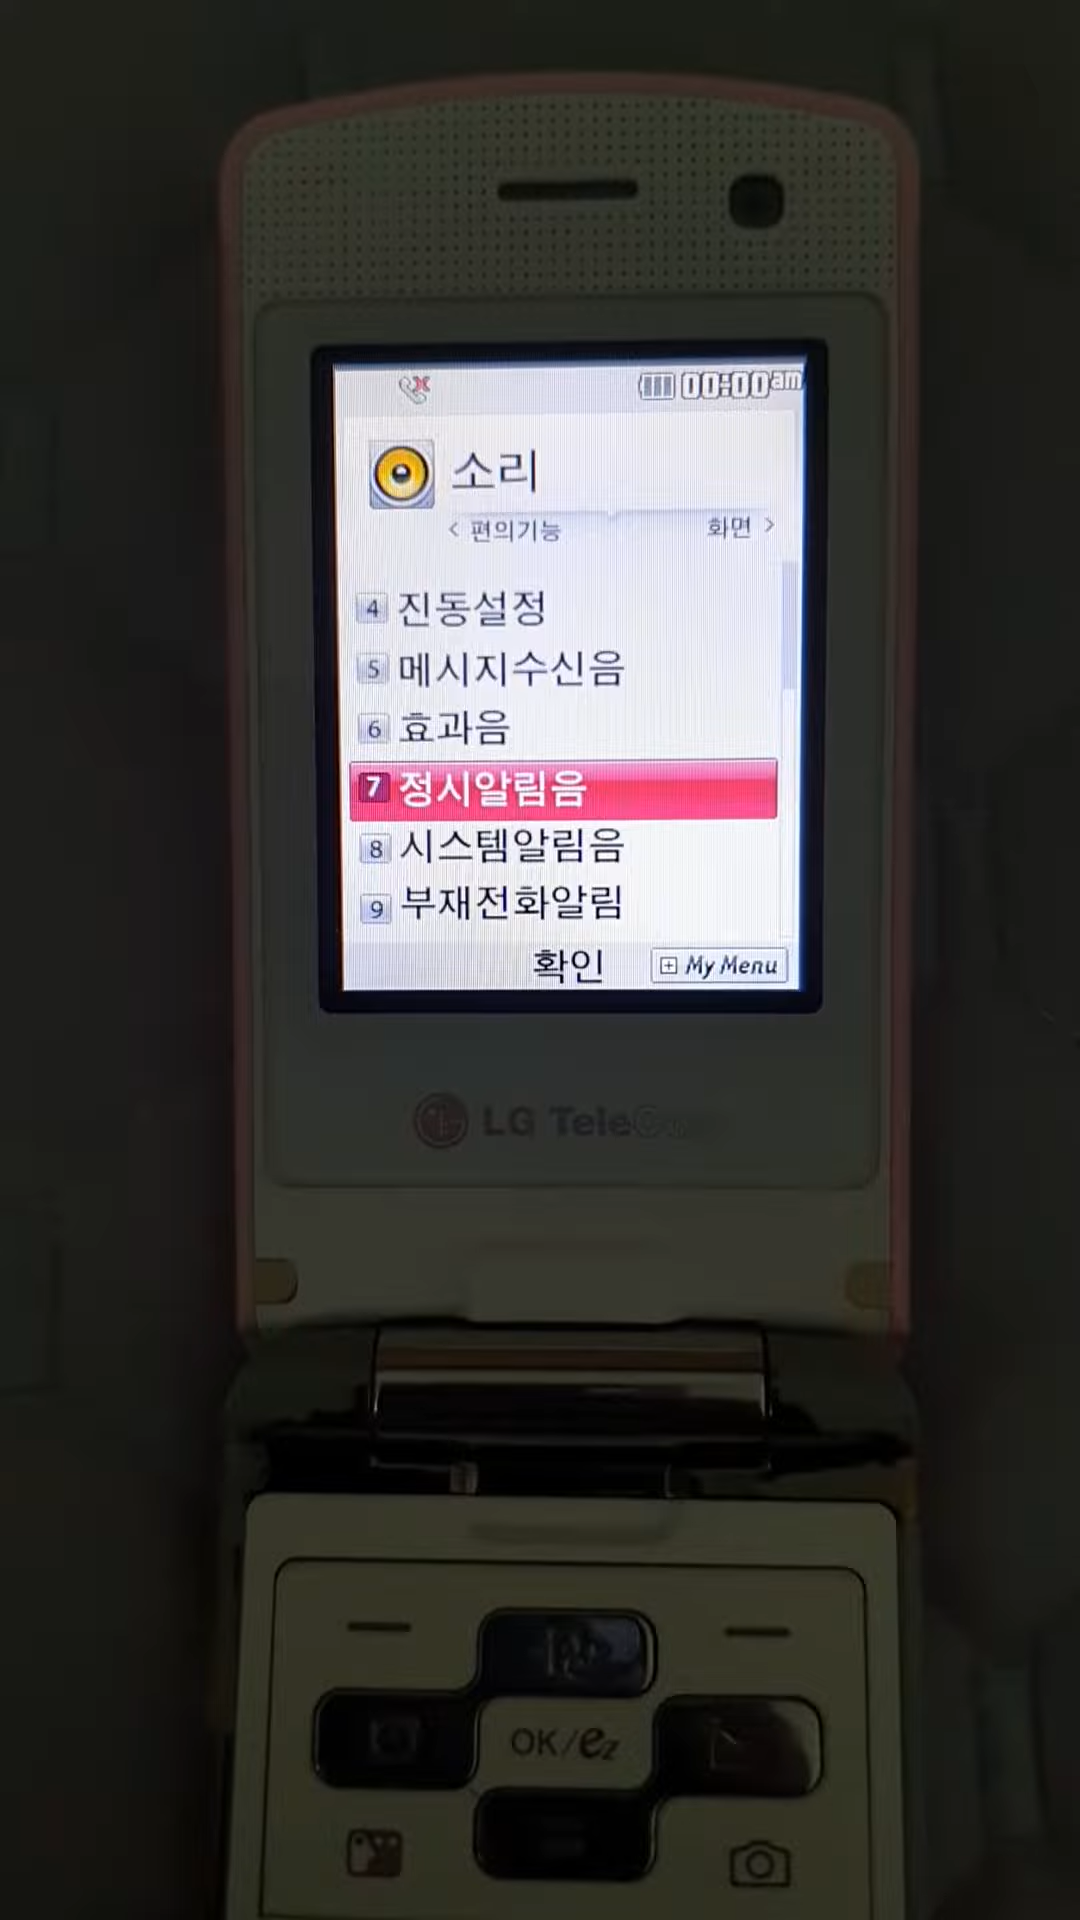 00:00am
소리
< 편의기능 화면 >
4 진동설정
5 메시지수신음
6 효과음
7 정시알림음
8 시스템알림음
9 부재전화알림
확인 My Menu
LG
OK/ez